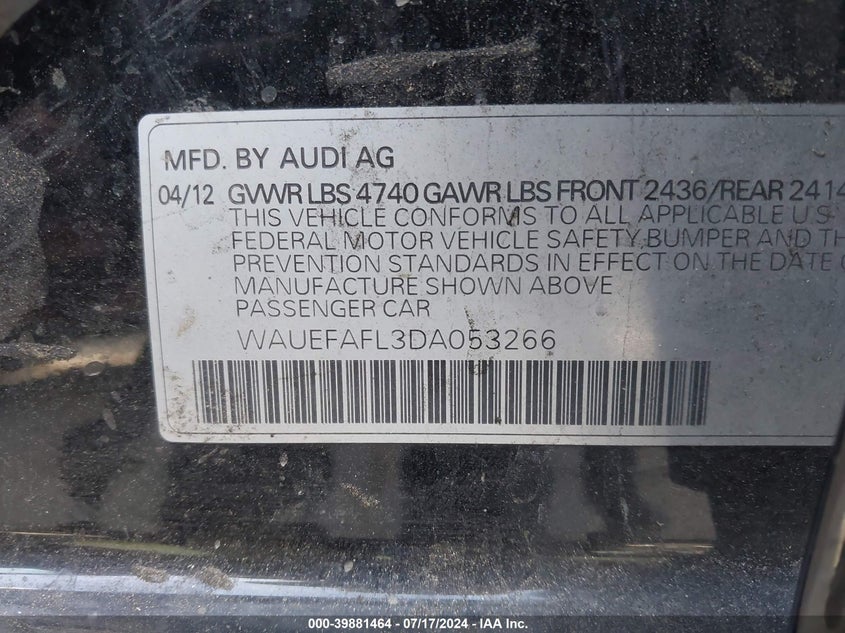 MFD. BY AUDI AG
04/12 GVWR LBS 4740 GAWR LBS FRONT 2436/REAR 2414
THIS VEHICLE CONFORMS TO ALL APPLICABLE U.S
FEDERAL MOTOR VEHICLE SAFETY, BUMPER AND
PREVENTION STANDARDS IN EFFECT ON THE DATE
MANUFACTURE SHOWN ABOVE
PASSENGER CAR
WAUEFAFL3DA053266
000-39881464 - 07/17/2024 - IAAI Inc.